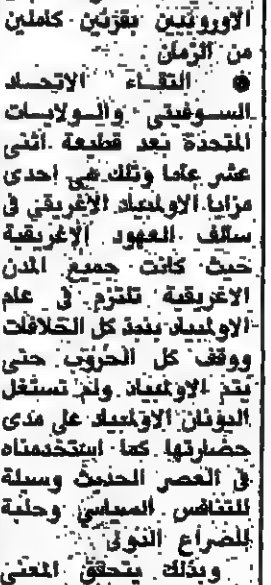 الاوروبيين بقرنين كاملين
من الزمان
● التقاء الاتحاد
السوفيتي والولايات
المتحدة بعد قطيعة اثنى
عشر عاما وتلك هي احدى
مزايا الاولمبياد الاغريقي في
سالف العهود الاغريقية
حيث كانت جميع المدن
الاغريقية تلتزم في عام
الاولمبياد بنبذ كل الخلافات
ووقف كل الحروب حتى
يتم الاولمبياد ولم تستغل
اليونان الاولمبياد على مدى
حضارتها كما استخدمناه
في العصر الحديث وسيلة
للتنافس السياسي وحلبة
للصراع الدولى
وبذلك يتحقق المعنى